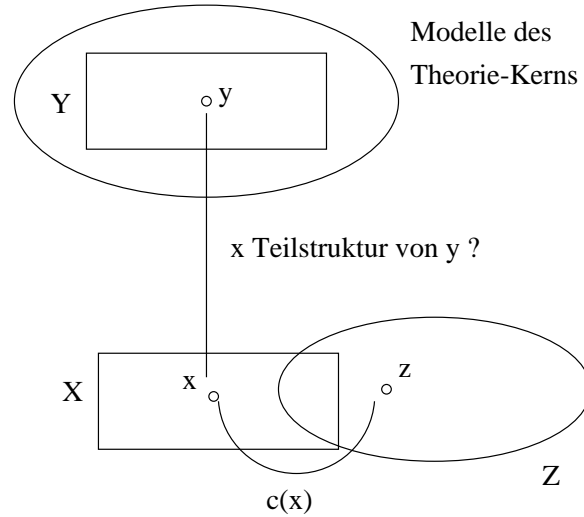 Modelle des
Theorie-Kerns
Y
y
x Teilstruktur von y ?
X
x
z
Z
c(x)